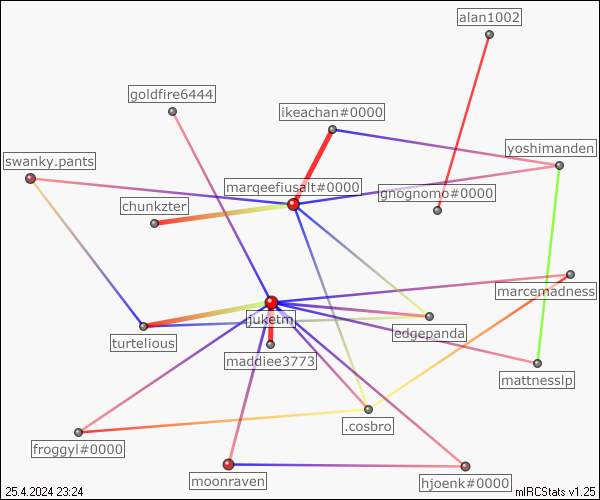 alan1002
goldfire6444
ikeachan#0000
yoshimanden
swanky.pants
marqeefiusalt#0000
gnognomo#0000
chunkzter
marcemadness
juketm
edgepanda
turtelious
maddiee3773
mattnesslp
.cosbro
froggyl#0000
moonraven
hjoenk#0000
25.4.2024 23:24
mIRCStats v1.25